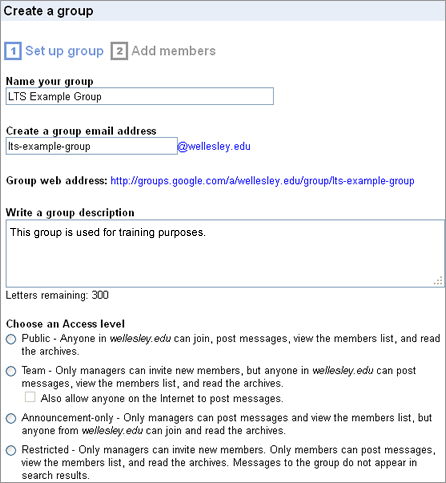 Create a group
1 Set up group 2 Add members
Name your group
LTS Example Group
Create a group email address
lts-example-group@wellesley.edu
Group web address: http://groups.google.com/a/wellesley.edu/group/lts-example-group
Write a group description
This group is used for training purposes.
Letters remaining: 300
Choose an Access level
Public - Anyone in wellesley.edu can join, post messages, view the members list, and read
the archives.
Team - Only managers can invite new members, but anyone in wellesley.edu can post
messages, view the members list, and read the archives.
Also allow anyone on the Internet to post messages.
Announcement-only - Only managers can post messages and view the members list, but
anyone from wellesley.edu can join and read the archives.
Restricted - Only managers can invite new members. Only members can post messages,
view the members list, and read the archives. Messages to the group do not appear in
search results.